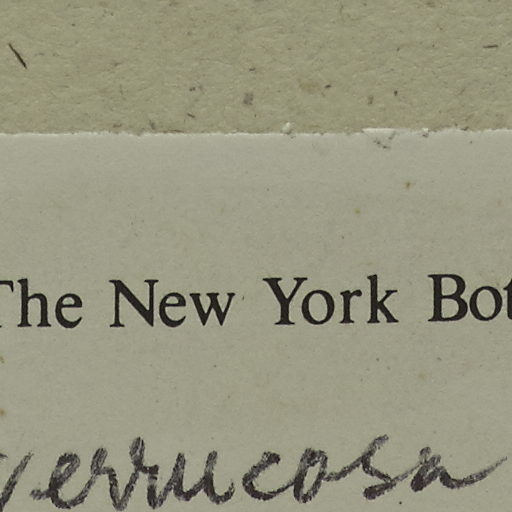 The New York Bot
verrucosa